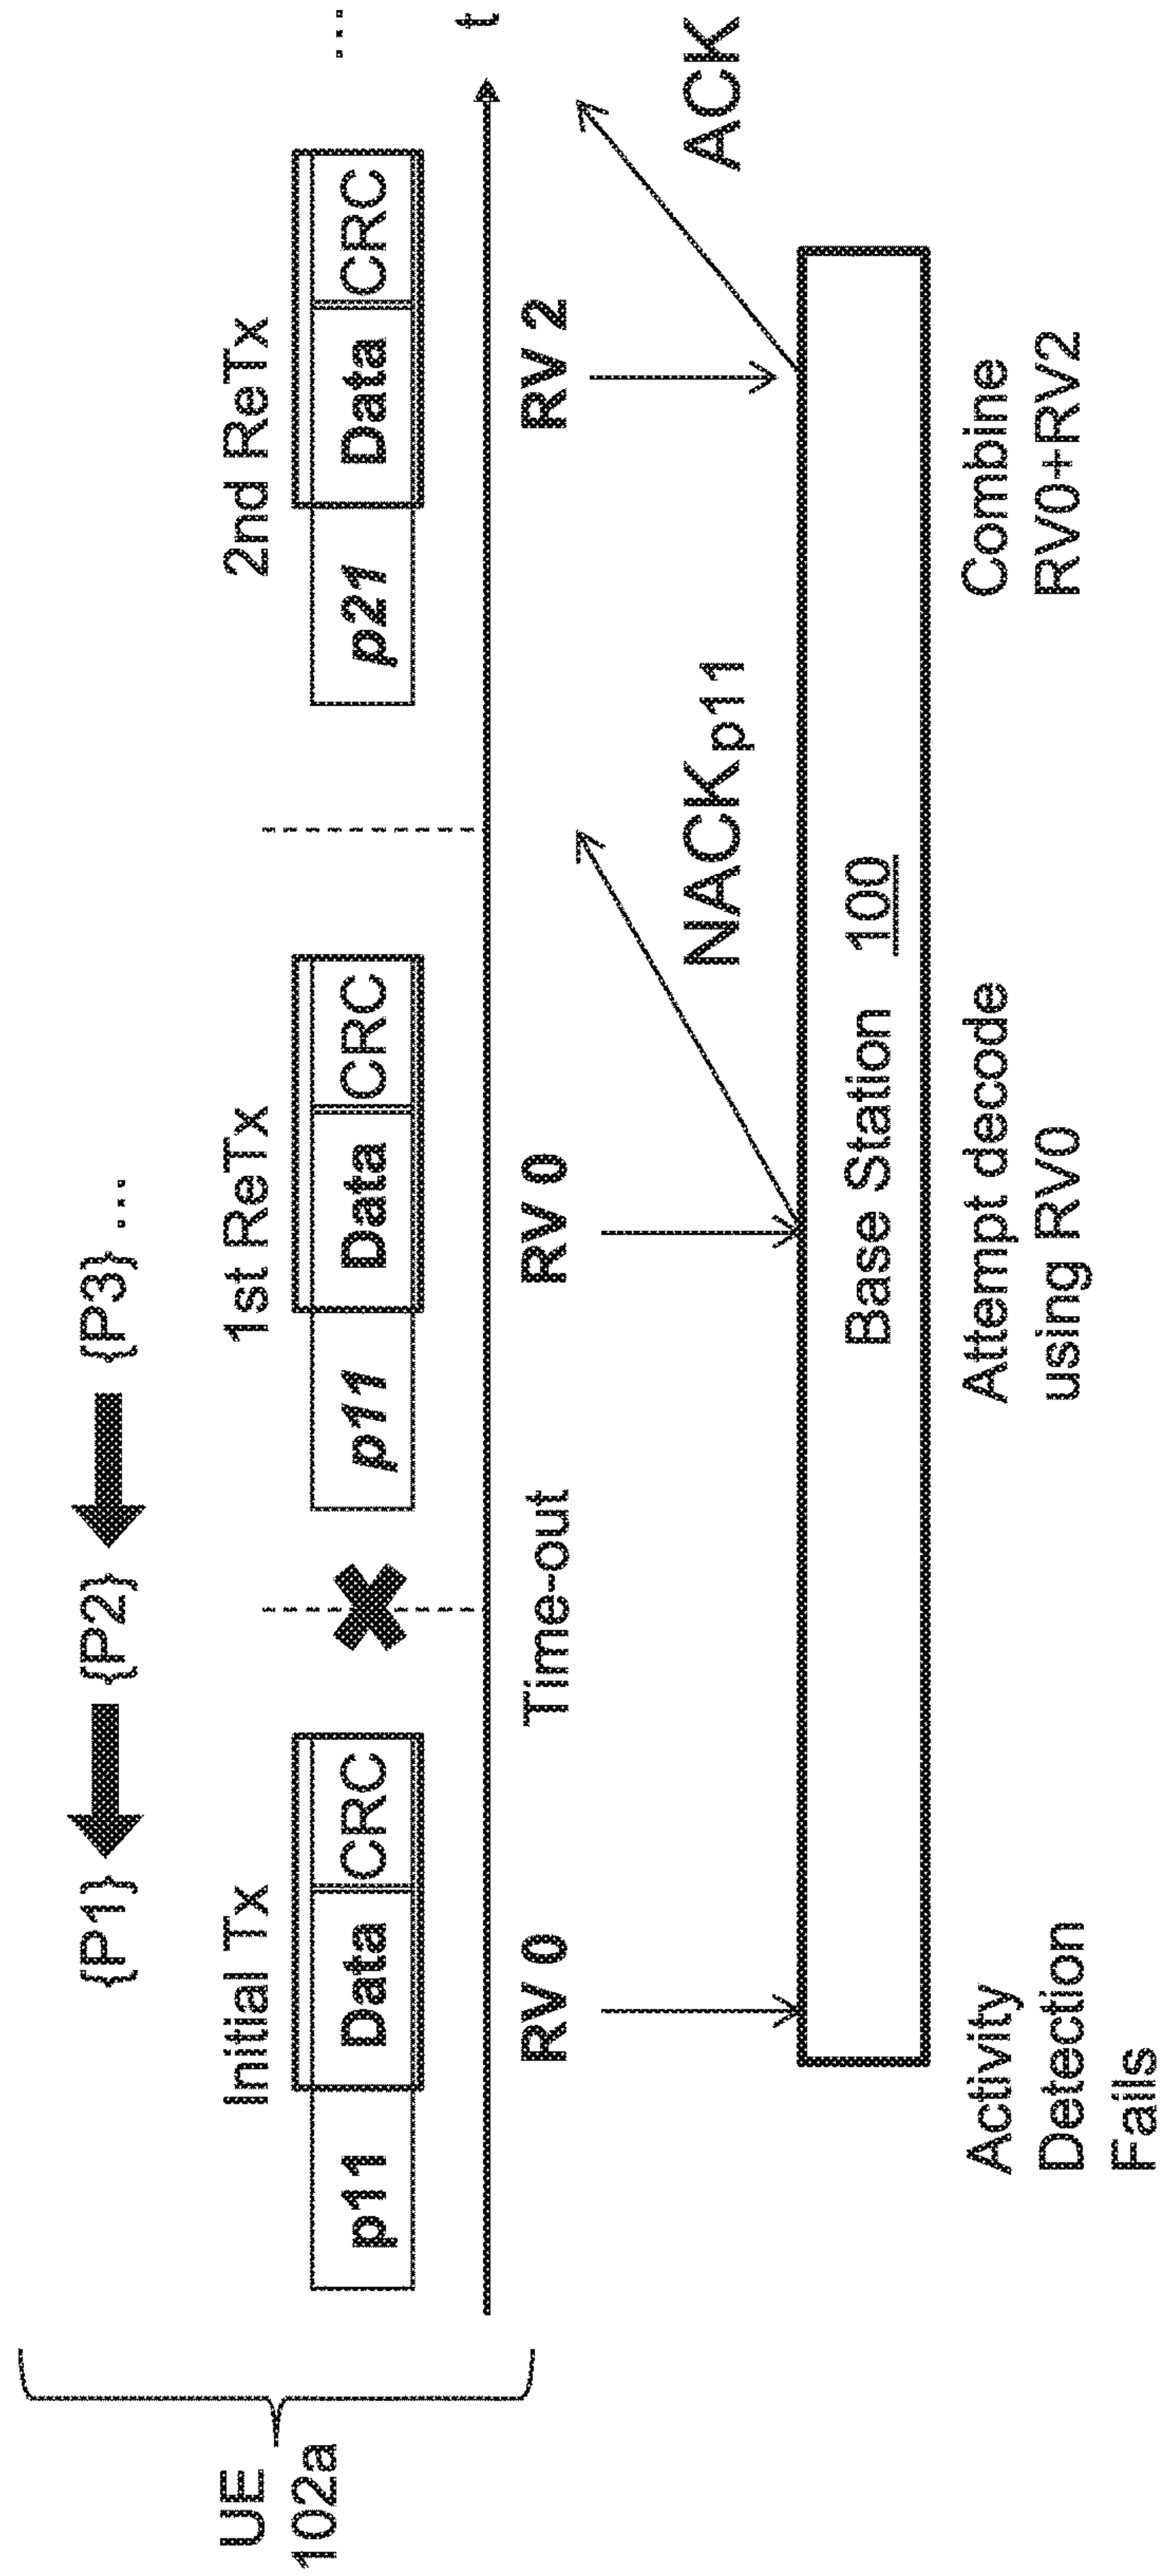 {P1} {P2} {P3} ...
UE
102a
Initial Tx 1st ReTx 2nd ReTx
p11 Data CRC p11 Data CRC p21 Data CRC ...
t
RV 0 Time-out RV 0 RV 2
NACKp11 ACK
Base Station 100
Activity
Detection
Fails
Attempt decode
using RV0
Combine
RV0+RV2